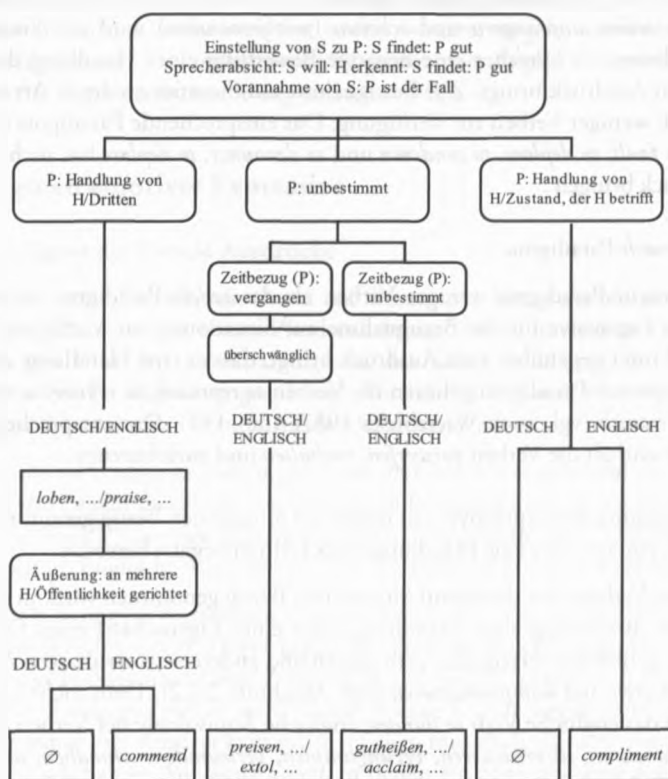 Einstellung von S zu P: S findet: P gut
Sprecherabsicht: S will: H erkennt: S findet: P gut
Vorannahme von S: P ist der Fall
P: Handlung von
H/Dritten
P: unbestimmt
P: Handlung von
H/Zustand, der H betrifft
Zeitbezug (P):
vergangen
Zeitbezug (P):
unbestimmt
überschwänglich
DEUTSCH/ENGLISCH
DEUTSCH/
ENGLISCH
DEUTSCH/
ENGLISCH
DEUTSCH ENGLISCH
loben, .../praise, ...
Äußerung: an mehrere
H/Öffentlichkeit gerichtet
DEUTSCH ENGLISCH
∅
commend
preisen, .../
extol, ...
gutheißen, .../
acclaim
∅
compliment